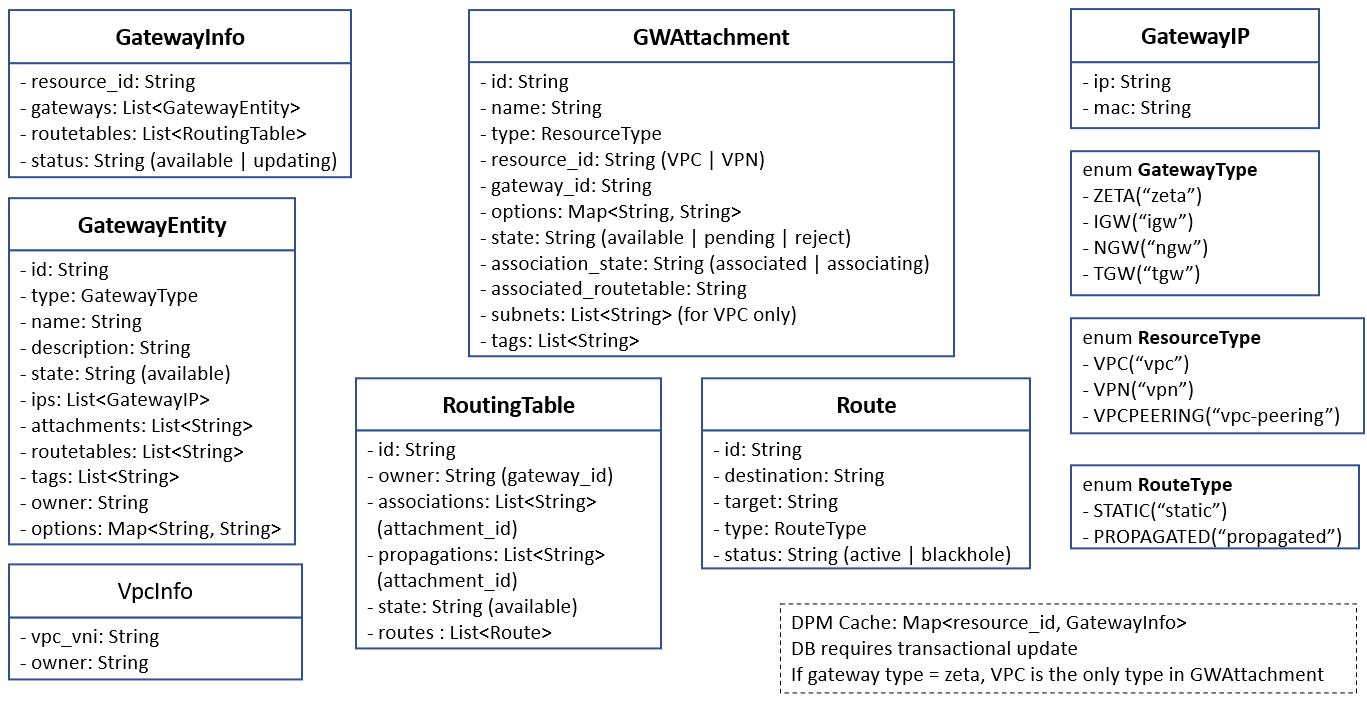 GatewayInfo
- resource_id: String
- gateways: List<GatewayEntity>
- routetables: List<RoutingTable>
- status: String (available | updating)
GatewayEntity
- id: String
- type: GatewayType
- name: String
- description: String
- state: String (available)
- ips: List<GatewayIP>
- attachments: List<String>
- routetables: List<String>
- tags: List<String>
- owner: String
- options: Map<String, String>
VpcInfo
- vpc_vni: String
- owner: String
GWAttachment
- id: String
- name: String
- type: ResourceType
- resource_id: String (VPC | VPN)
- gateway_id: String
- options: Map<String, String>
- state: String (available | pending | reject)
- association_state: String (associated | associating)
- associated_routetable: String
- subnets: List<String> (for VPC only)
- tags: List<String>
RoutingTable
- id: String
- owner: String (gateway_id)
- associations: List<String>
(attachment_id)
- propagations: List<String>
(attachment_id)
- state: String (available)
- routes : List<Route>
Route
- id: String
- destination: String
- target: String
- type: RouteType
- status: String (active | blackhole)
GatewayIP
- ip: String
- mac: String
enum GatewayType
- ZETA(“zeta”)
- IGW(“igw”)
- NGW(“ngw”)
- TGW(“tgw”)
enum ResourceType
- VPC(“vpc”)
- VPN(“vpn”)
- VPCPEERING(“vpc-peering”)
enum RouteType
- STATIC(“static”)
- PROPAGATED(“propagated”)
DPM Cache: Map<resource_id, GatewayInfo>
DB requires transactional update
If gateway type = zeta, VPC is the only type in GWAttachment